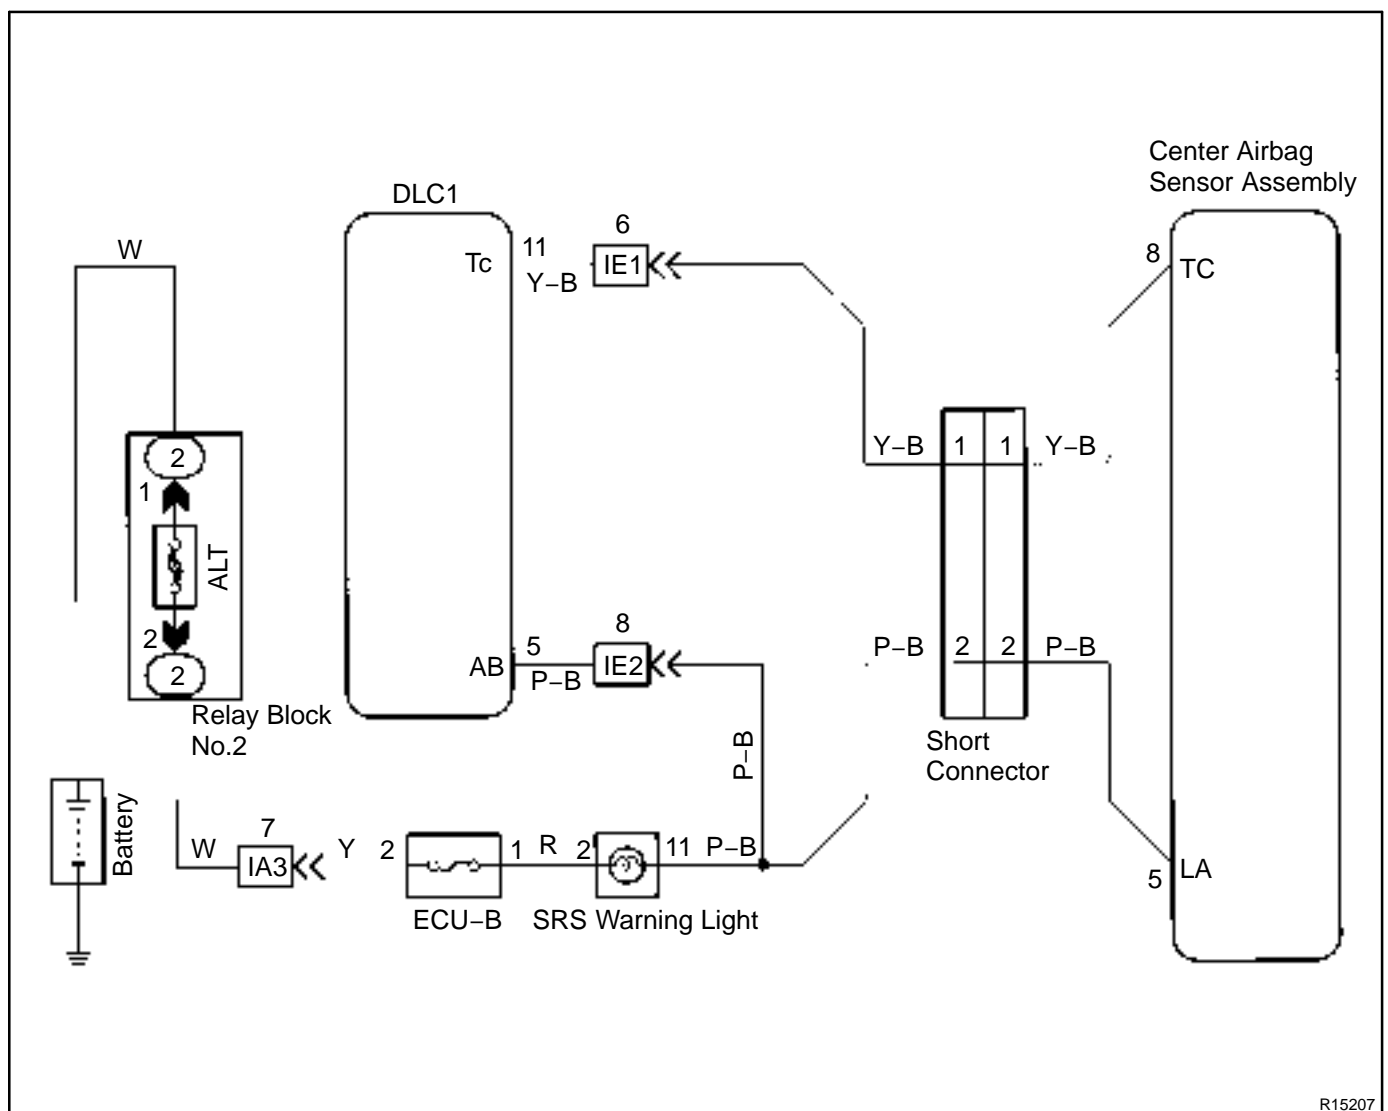 Center Airbag
Sensor Assembly
DLC1
W
Tc
11
Y-B
6
IE1
8
TC
2
1
ALT
2
2
Y-B
1
1
Y-B
AB
5
P-B
8
IE2
P-B
2
2
P-B
Relay Block
No.2
P-B
Short
Connector
Battery
W
7
IA3
Y
2
1
R
2
11
P-B
5
LA
ECU-B
SRS Warning Light
R15207